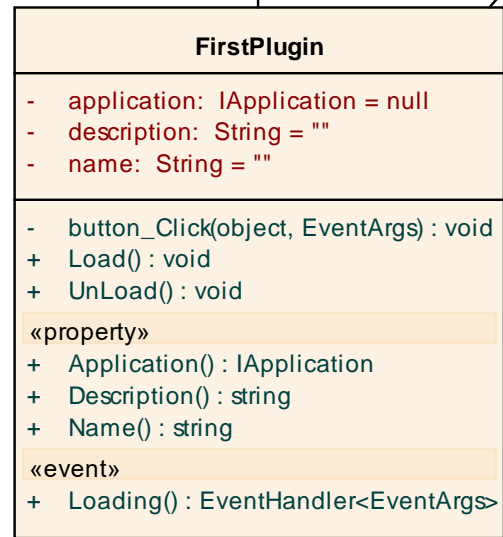 FirstPlugin
- application: IApplication = null
- description: String = ""
- name: String = ""
- button_Click(object, EventArgs) : void
+ Load() : void
+ UnLoad() : void
«property»
+ Application() : IApplication
+ Description() : string
+ Name() : string
«event»
+ Loading() : EventHandler<EventArgs>